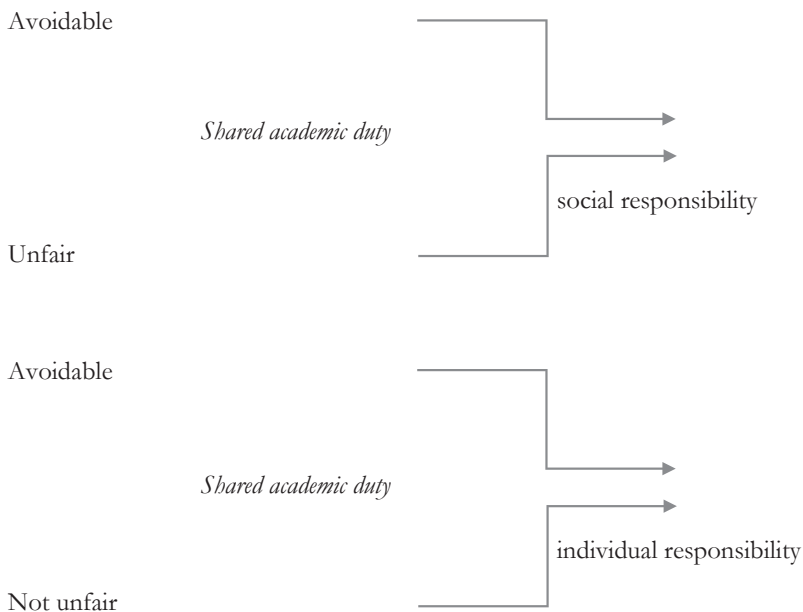 Avoidable
Shared academic duty
social responsibility
Unfair
Avoidable
Shared academic duty
individual responsibility
Not unfair